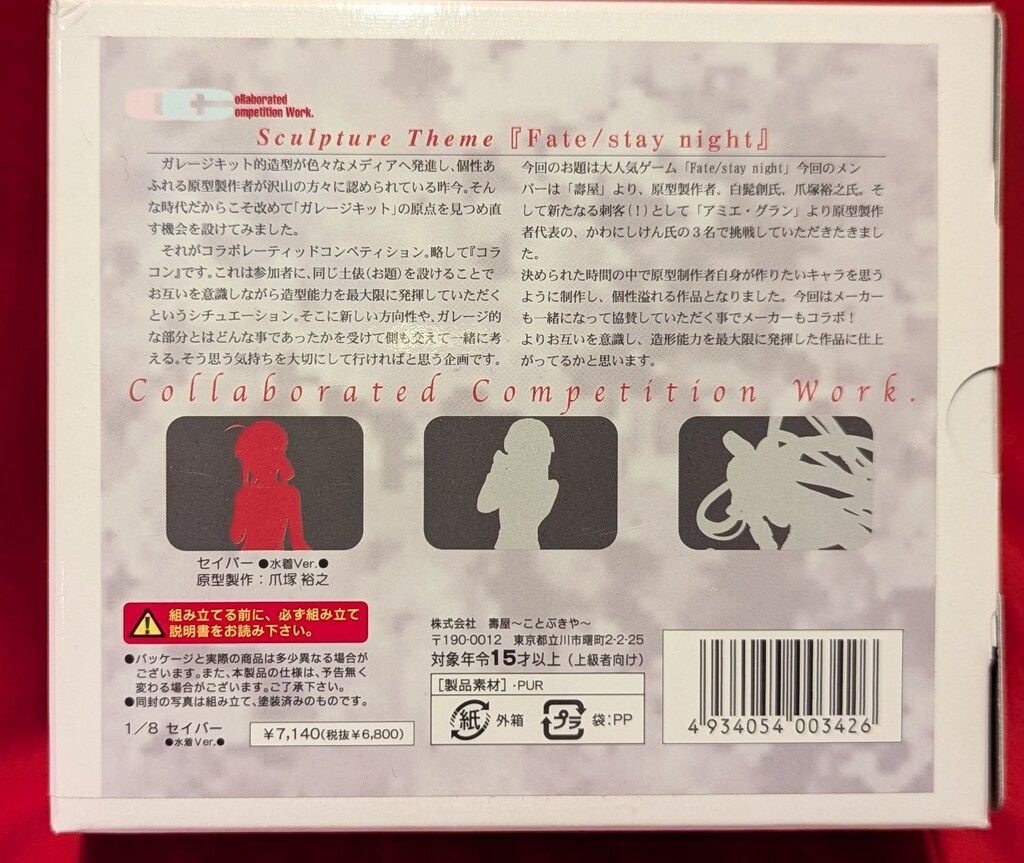 ollaborated
ompetition Work.
Sculpture Theme『Fate/stay night』
ガレージキット的造型が色々なメディアへ発進し、個性あ
ふれる原型製作者が沢山の方々に認められている昨今。そん
な時代だからこそ改めて「ガレージキット」の原点を見つめ直
す機会を設けてみました。
それがコラボレーティッドコンペティション。略して『コラ
コン』です。これは参加者に、同じ土俵(お題)を設けることで
お互いを意識しながら造型能力を最大限に発揮していただく
というシチュエーション。そこに新しい方向性や、ガレージ的
な部分とはどんな事であったかを受けて側も交えて一緒に考
える。そう思う気持ちを大切にして行ければと思う企画です。
今回のお題は大人気ゲーム「Fate/stay night」今回のメン
バーは「壽屋」より、原型製作者、白髭創氏、爪塚裕之氏。そ
して新たなる刺客(!)として「アミエ・グラン」より原型製作
者代表の、かわにしけん氏の3名で挑戦していただきたきまし
た。
決められた時間の中で原型制作者自身が作りたいキャラを思う
ように制作し、個性溢れる作品となりました。今回はメーカー
も一緒になって協賛していただく事でメーカーもコラボ!
よりお互いを意識し、造形能力を最大限に発揮した作品に仕上
がってるかと思います。
Collaborated Competition Work.
セイバー ●水着Ver.●
原型製作:爪塚 裕之
組み立てる前に、必ず組み立て
説明書をお読み下さい。
●パッケージと実際の商品は多少異なる場合が
ございます。また、本製品の仕様は、予告無く
変わる場合がございます。ご了承下さい。
●同封の写真は組み立て、塗装済みのものです。
1/8 セイバー
●水着Ver.●
¥7,140(税抜¥6,800)
株式会社 壽屋～ことぶきや～
〒190-0012 東京都立川市曙町2-2-25
対象年令15才以上(上級者向け)
[製品素材]・PUR
紙 外箱 プラ 袋:PP
4 934054 003426